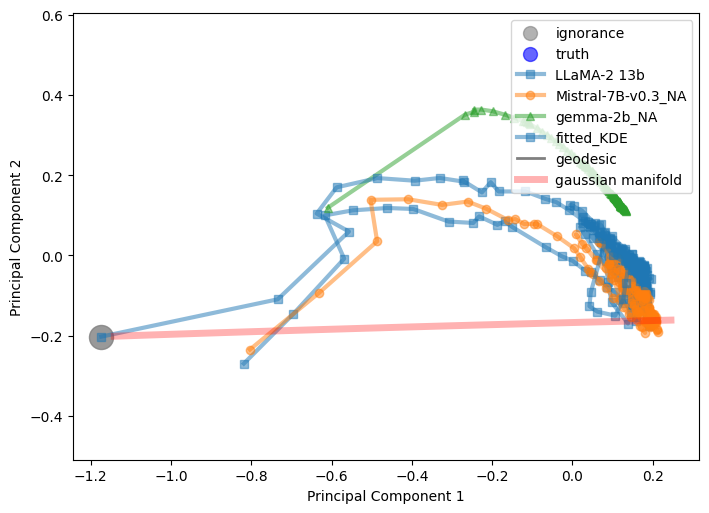 0.6
0.4
0.2
0.0
−0.2
−0.4
Principal Component 2
−1.2
−1.0
−0.8
−0.6
−0.4
−0.2
0.0
0.2
Principal Component 1
ignorance
truth
LLaMA-2 13b
Mistral-7B-v0.3_NA
gemma-2b_NA
fitted_KDE
geodesic
gaussian manifold